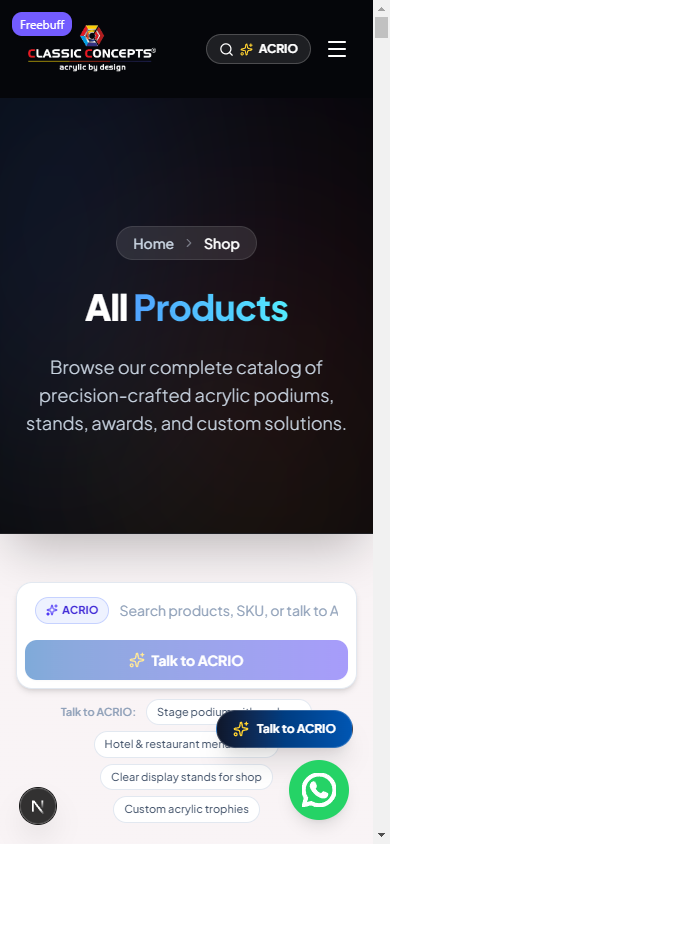 Freebuff
CLASSIC CONCEPTS®
acrylic by design
ACRIO
Home > Shop
All Products
Browse our complete catalog of
precision-crafted acrylic podiums,
stands, awards, and custom solutions.
ACRIO
Search products, SKU, or talk to A
Talk to ACRIO
Talk to ACRIO:
Stage podium
Talk to ACRIO
Hotel & restaurant
Clear display stands for shop
Custom acrylic trophies
N